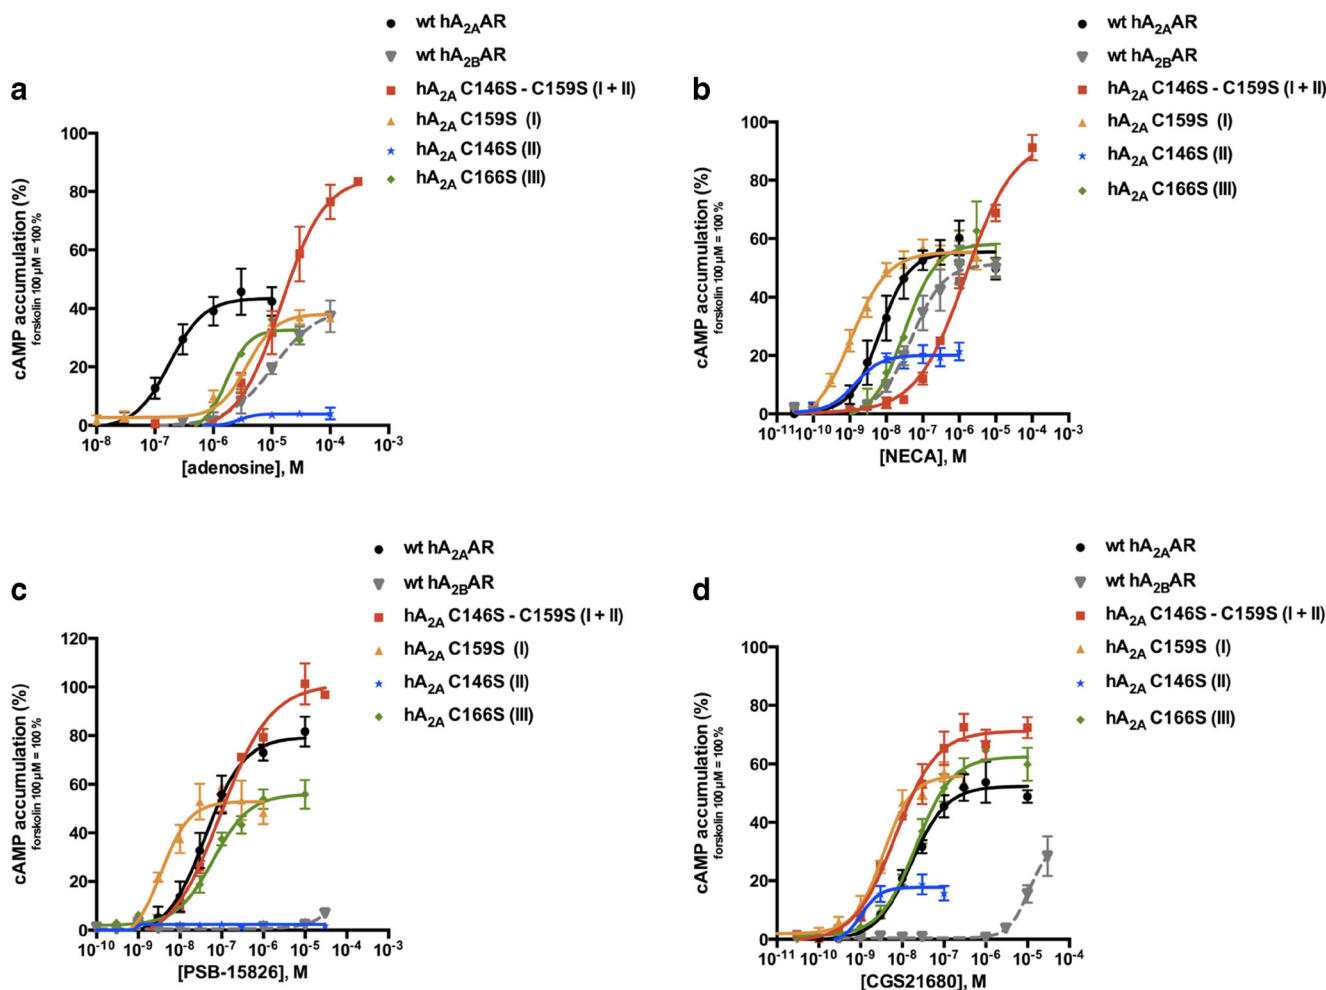 a
wt hA2AAR
wt hA2BAR
hA2A C146S - C159S (I + II)
hA2A C159S (I)
hA2A C146S (II)
hA2A C166S (III)
cAMP accumulation (%)
forskolin 100 µM = 100 %
100
80
60
40
20
0
10-8 10-7 10-6 10-5 10-4 10-3
[adenosine], M
b
wt hA2AAR
wt hA2BAR
hA2A C146S - C159S (I + II)
hA2A C159S (I)
hA2A C146S (II)
hA2A C166S (III)
cAMP accumulation (%)
forskolin 100 µM = 100 %
100
80
60
40
20
0
10-11 10-10 10-9 10-8 10-7 10-6 10-5 10-4 10-3
[NECA], M
c
wt hA2AAR
wt hA2BAR
hA2A C146S - C159S (I + II)
hA2A C159S (I)
hA2A C146S (II)
hA2A C166S (III)
cAMP accumulation (%)
forskolin 100 µM = 100 %
120
100
80
60
40
20
0
10-10 10-9 10-8 10-7 10-6 10-5 10-4 10-3
[PSB-15826], M
d
wt hA2AAR
wt hA2BAR
hA2A C146S - C159S (I + II)
hA2A C159S (I)
hA2A C146S (II)
hA2A C166S (III)
cAMP accumulation (%)
forskolin 100 µM = 100 %
100
80
60
40
20
0
10-11 10-10 10-9 10-8 10-7 10-6 10-5 10-4
[CGS21680], M